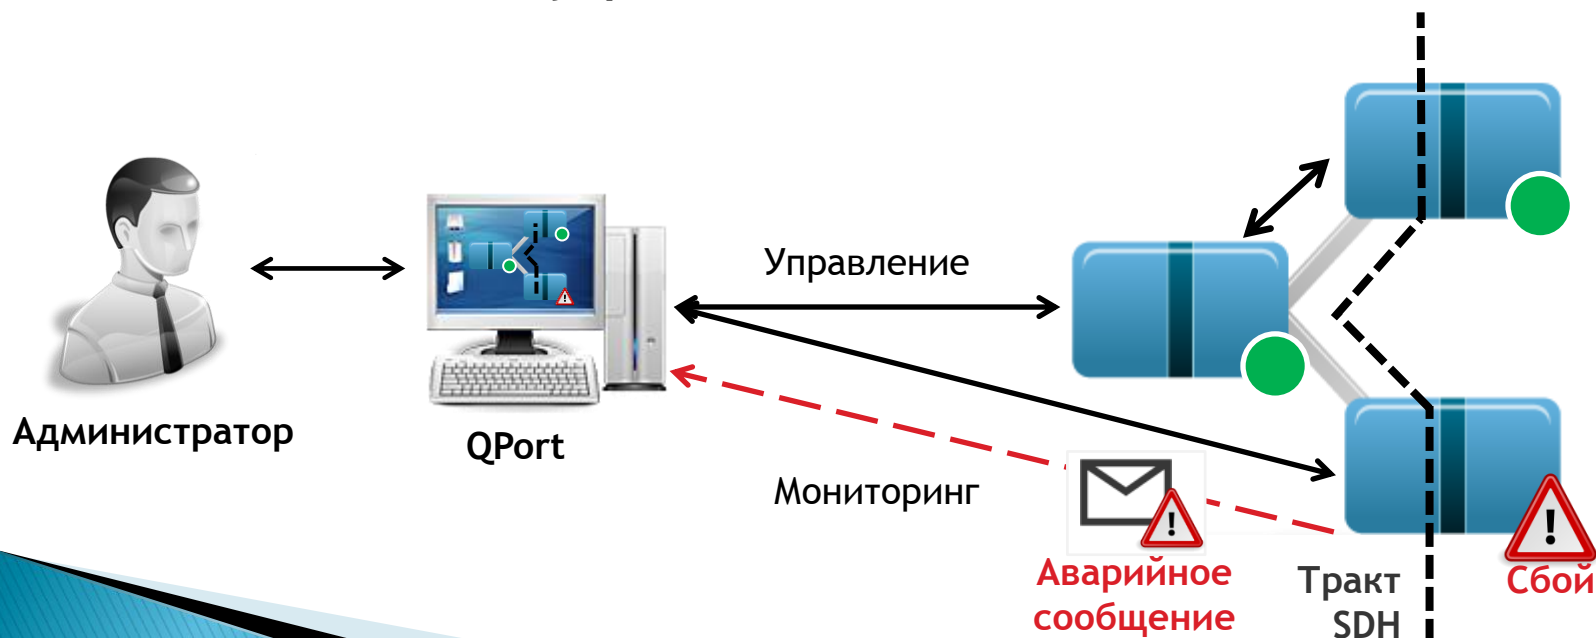 Управление
Администратор
QPort
Мониторинг
Аварийное
сообщение
Тракт
SDH
Сбой